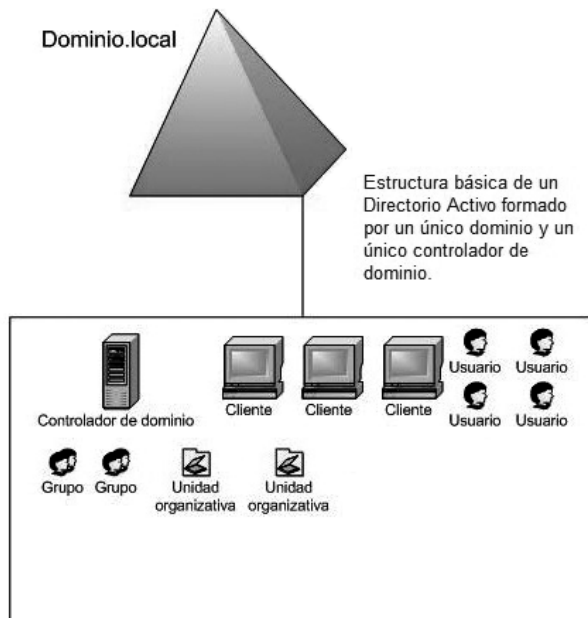 Dominio.local
Estructura básica de un
Directorio Activo formado
por un único dominio y un
único controlador de
dominio.
Controlador de dominio
Cliente
Cliente
Cliente
Usuario
Usuario
Usuario
Usuario
Grupo
Grupo
Unidad
organizativa
Unidad
organizativa